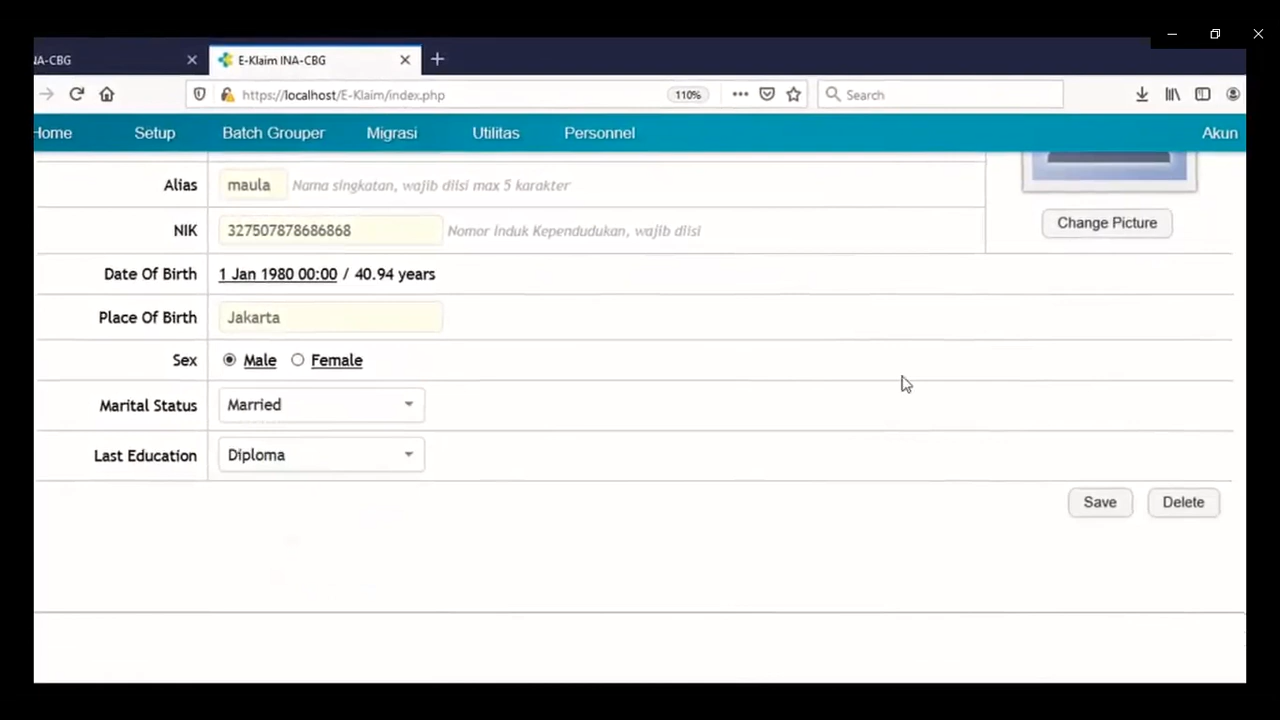 NA-CBG
E-Klaim INA-CBG
https://localhost/E-Klaim/index.php
110%
Search
Home Setup Batch Grouper Migrasi Utilitas Personnel Akun
Alias maula Nama singkatan, wajib diisi max 5 karakter
NIK 327507878686868 Nomor Induk Kependudukan, wajib diisi
Change Picture
Date Of Birth 1 Jan 1980 00:00 / 40.94 years
Place Of Birth Jakarta
Sex Male Female
Marital Status Married
Last Education Diploma
Save Delete